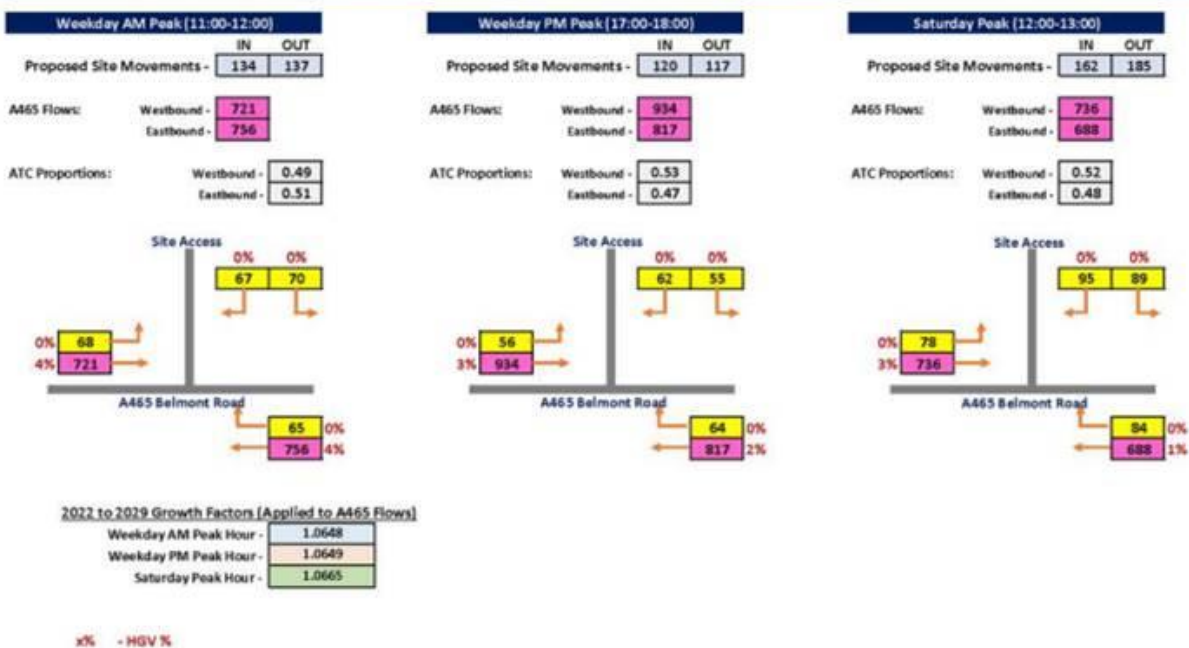 Weekday AM Peak (11:00-12:00)
IN OUT
Proposed Site Movements - 134 137
A465 Flows: Westbound - 721
Eastbound - 756
ATC Proportions: Westbound - 0.49
Eastbound - 0.51
Site Access
0% 0%
67 70
0% 68
4% 721
A465 Belmont Road
65 0%
756 4%
Weekday PM Peak (17:00-18:00)
IN OUT
Proposed Site Movements - 120 117
A465 Flows: Westbound - 934
Eastbound - 817
ATC Proportions: Westbound - 0.53
Eastbound - 0.47
Site Access
0% 0%
62 55
0% 56
3% 934
A465 Belmont Road
64 0%
817 2%
Saturday Peak (12:00-13:00)
IN OUT
Proposed Site Movements - 162 185
A465 Flows: Westbound - 736
Eastbound - 688
ATC Proportions: Westbound - 0.52
Eastbound - 0.48
Site Access
0% 0%
95 89
0% 78
3% 736
A465 Belmont Road
84 0%
688 1%
2022 to 2029 Growth Factors (Applied to A465 Flows)
Weekday AM Peak Hour - 1.0648
Weekday PM Peak Hour - 1.0649
Saturday Peak Hour - 1.0665
x% - HGV %